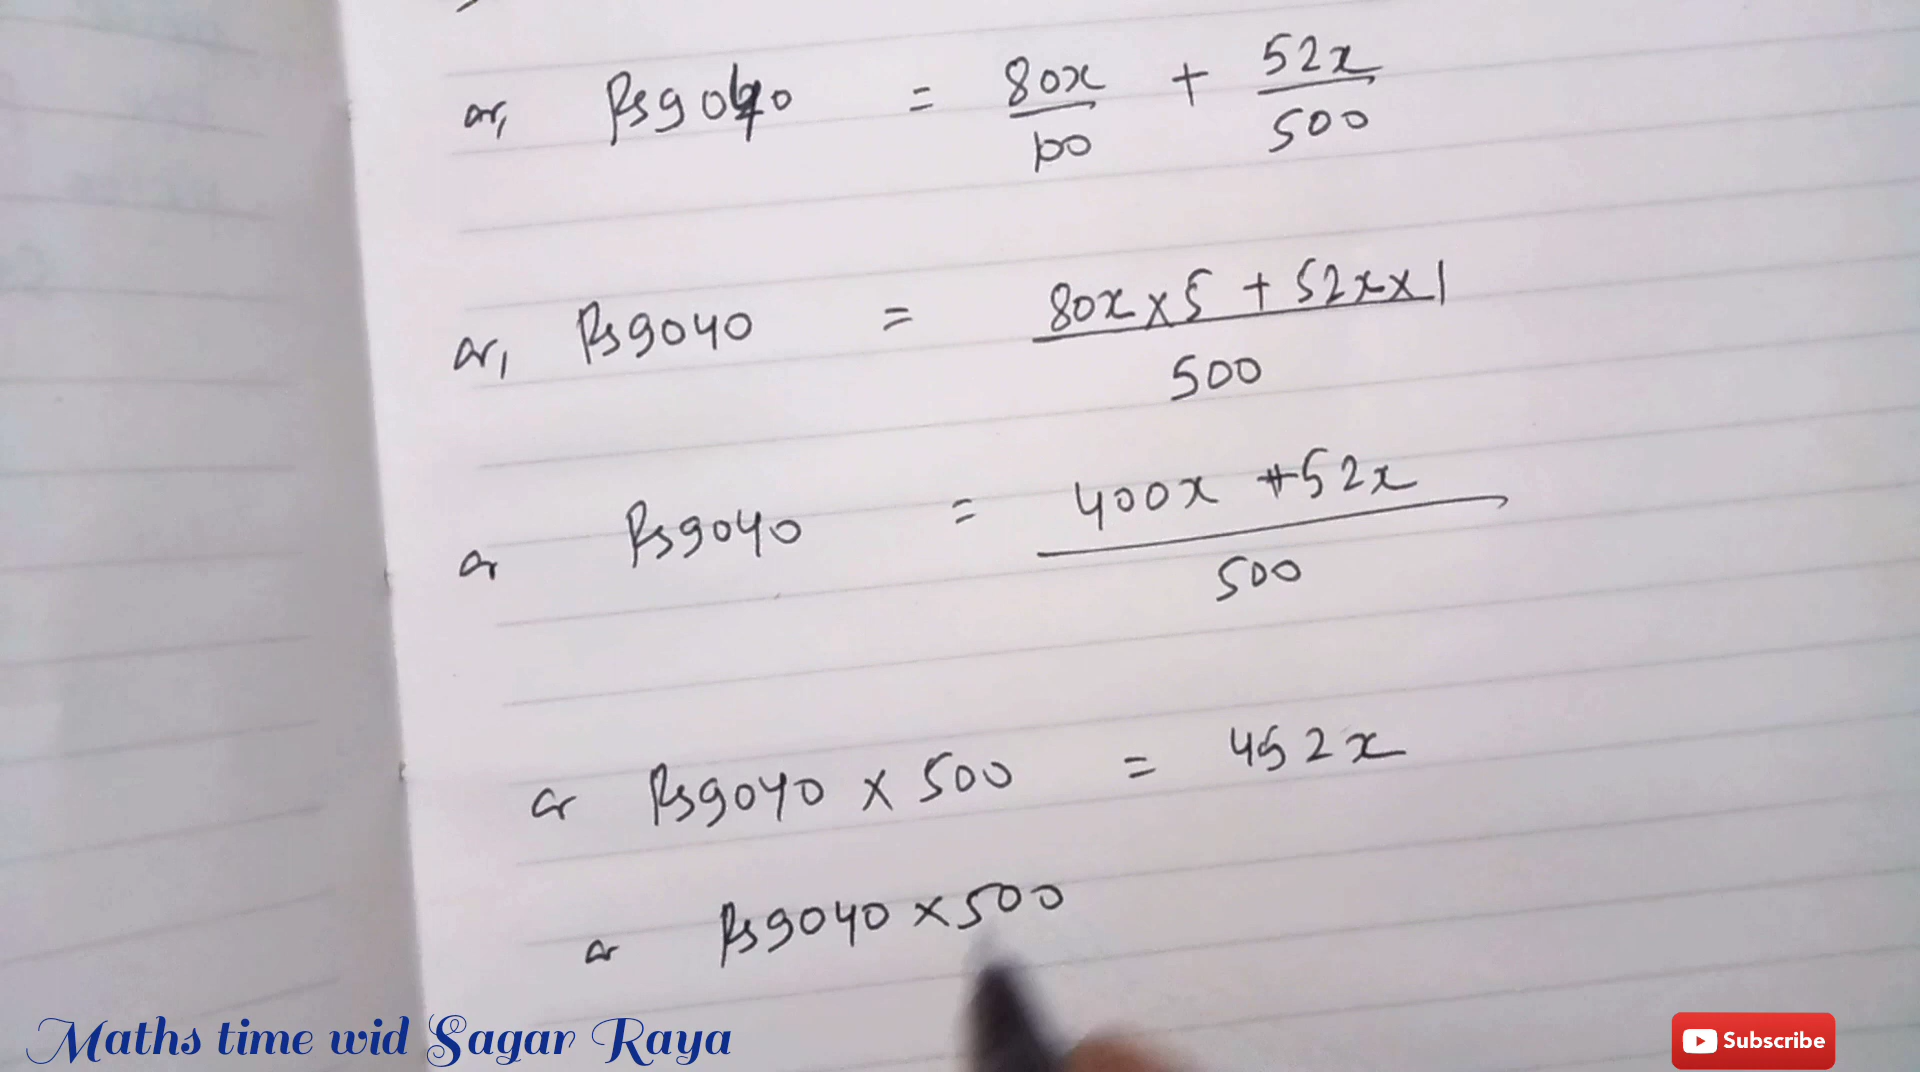 or, Rs9040 = 80x/100 + 52x/500
or, Rs9040 = 80x×5 + 52x×1/500
or Rs9040 = 400x +52x/500
or Rs9040 × 500 = 452x
or Rs9040 ×500
Maths time wid Sagar Raya
Subscribe